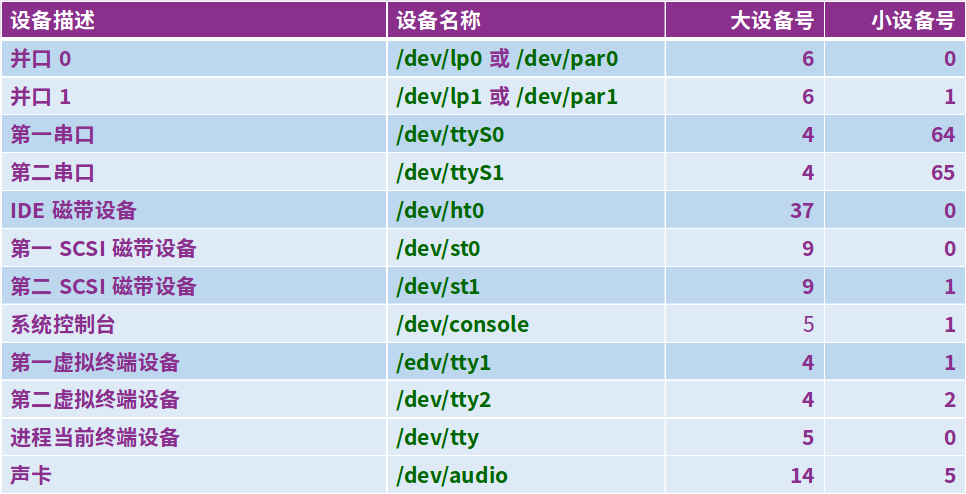 设备描述 设备名称 大设备号 小设备号
并口 0 /dev/lp0 或 /dev/par0 6 0
并口 1 /dev/lp1 或 /dev/par1 6 1
第一串口 /dev/ttyS0 4 64
第二串口 /dev/ttyS1 4 65
IDE 磁带设备 /dev/ht0 37 0
第一 SCSI 磁带设备 /dev/st0 9 0
第二 SCSI 磁带设备 /dev/st1 9 1
系统控制台 /dev/console 5 1
第一虚拟终端设备 /edv/tty1 4 1
第二虚拟终端设备 /dev/tty2 4 2
进程当前终端设备 /dev/tty 5 0
声卡 /dev/audio 14 5